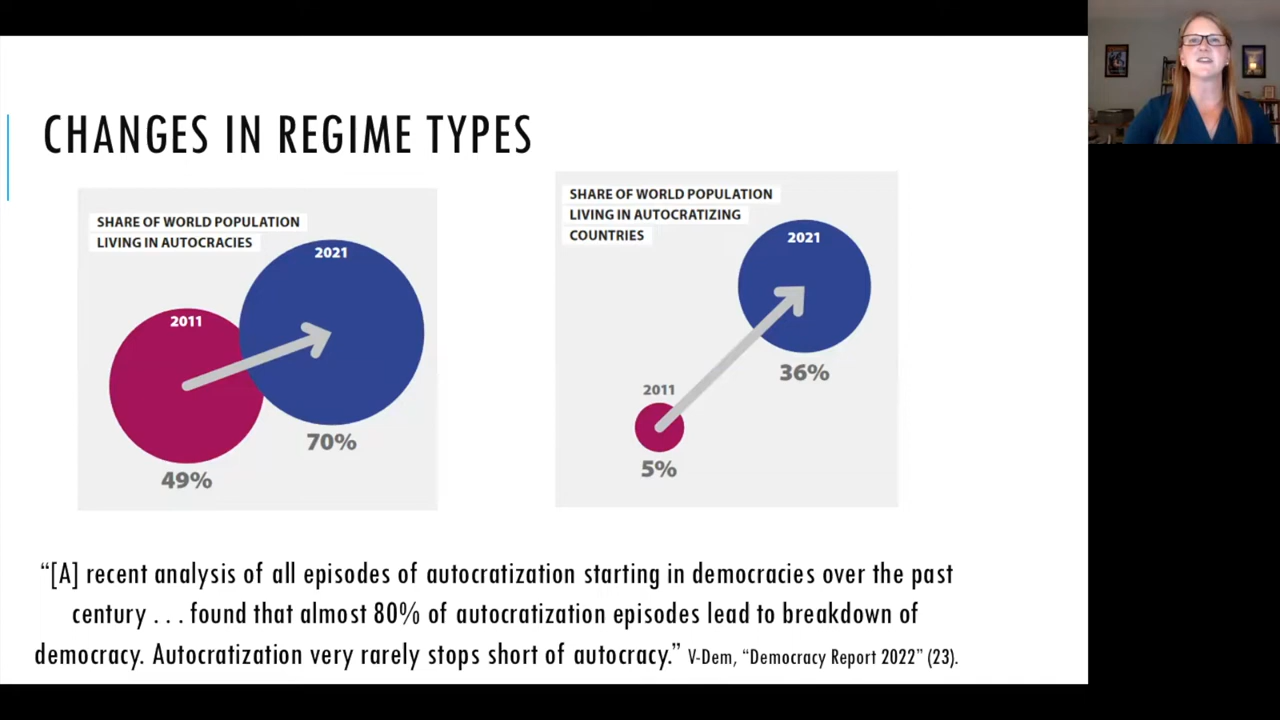 CHANGES IN REGIME TYPES
SHARE OF WORLD POPULATION
LIVING IN AUTOCRACIES
2021
2011
70%
49%
SHARE OF WORLD POPULATION
LIVING IN AUTOCRATIZING
COUNTRIES
2021
36%
2011
5%
“[A] recent analysis of all episodes of autocratization starting in democracies over the past
century . . . found that almost 80% of autocratization episodes lead to breakdown of
democracy. Autocratization very rarely stops short of autocracy.” V-Dem, “Democracy Report 2022” (23).